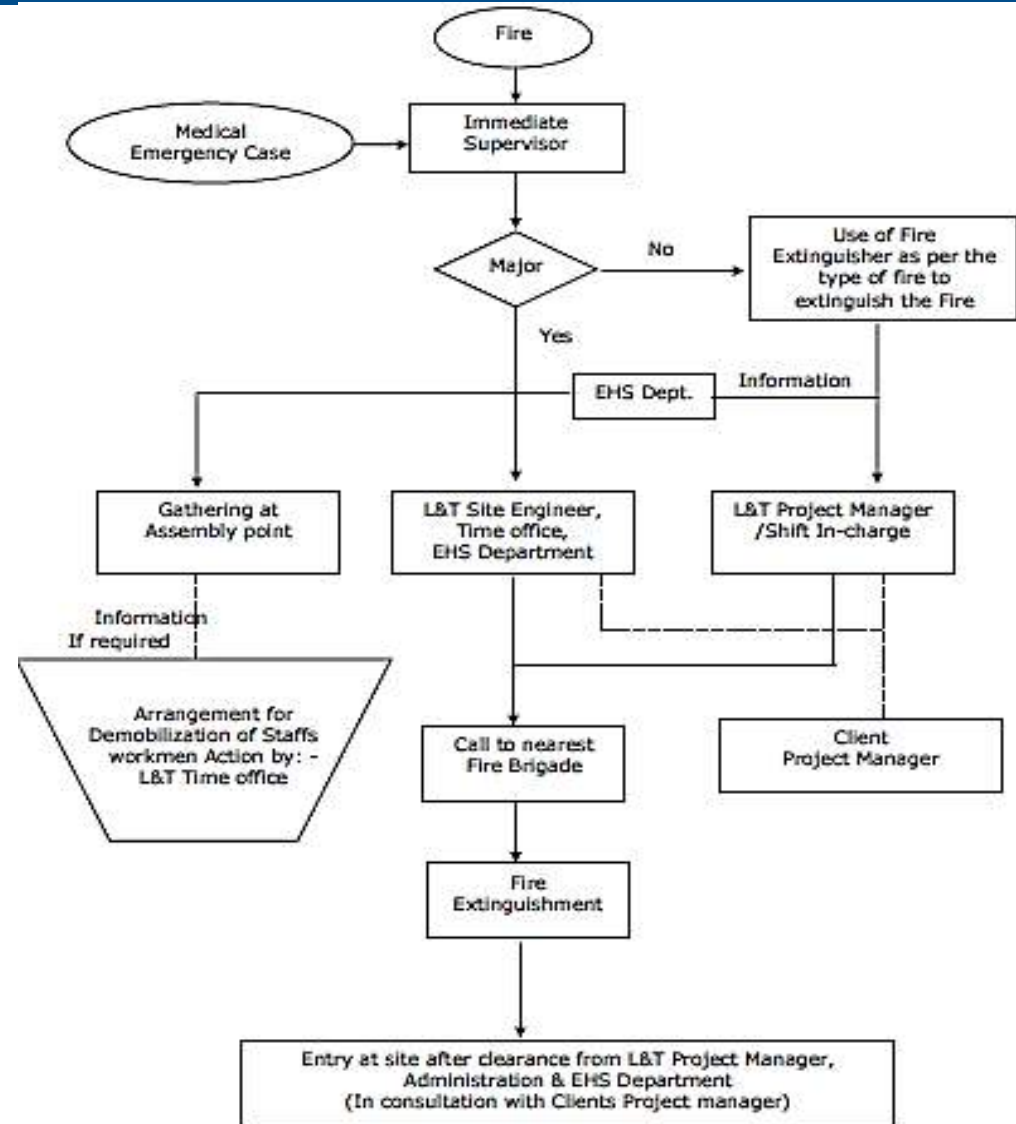 Fire
Immediate
Supervisor
Medical
Emergency Case
Major
No
Use of Fire
Extinguisher as per the
type of fire to
extinguish the Fire
Yes
EHS Dept.
Information
Gathering at
Assembly point
L&T Site Engineer,
Time office,
EHS Department
L&T Project Manager
/Shift In-charge
Information
If required
Arrangement for
Demobilization of Staffs
workmen Action by: -
L&T Time office
Call to nearest
Fire Brigade
Client
Project Manager
Fire
Extinguishment
Entry at site after clearance from L&T Project Manager,
Administration & EHS Department
(In consultation with Clients Project manager)